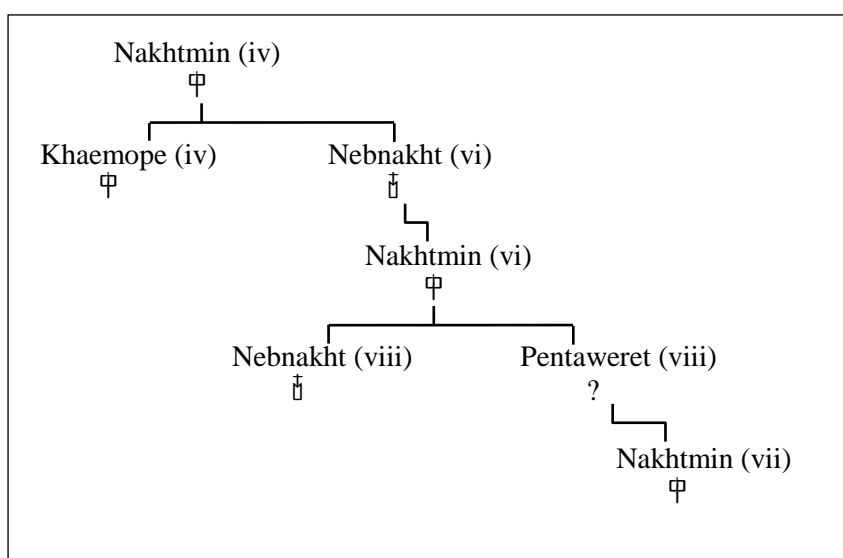 Nakhtmin (iv)
Khaemope (iv) Nebnakht (vi)
Nakhtmin (vi)
Nebnakht (viii) Pentaweret (viii)
?
Nakhtmin (vii)